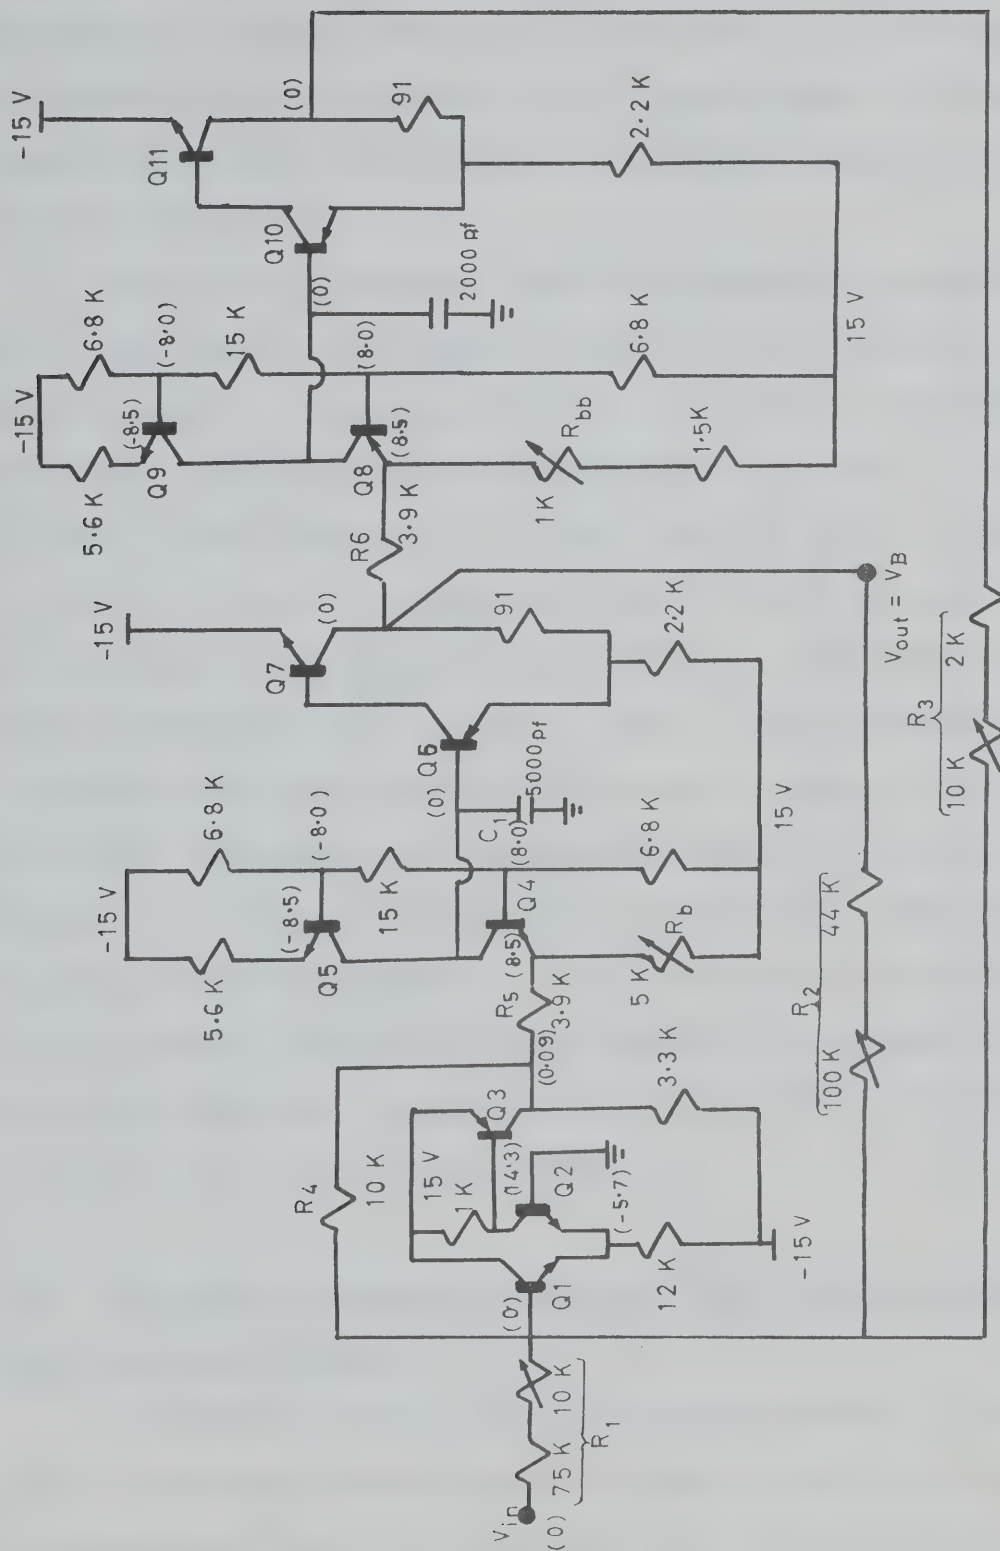 -15 V
Q11
(0)
91
2.2 K
Q10
(0)
2000 pf
6.8 K
15 K
(-8.0)
(8.0)
6.8 K
15 V
-15 V
(-8.5)
Q9
5.6 K
Q8
(8.5)
Rbb
1K
1.5K
R6
3.9 K
-15 V
(0)
Q7
91
2.2 K
Vout = VB
Q6
(0)
C1
5000pf
6.8 K
(-8.0)
15 K
(8.0)
6.8 K
15 V
-15 V
(-8.5)
5.6K
Q5
Q4
(8.5)
Rb
5 K
R5
3.9 K
(0.09)
R3
10 K 2 K
R2
100K 44 K
R4
10 K
Q3
15 V
1K
(14.3)
Q2
(-5.7)
3.3 K
12 K
-15 V
Q1
(0)
Vin
(0)
75 K 10 K
R1